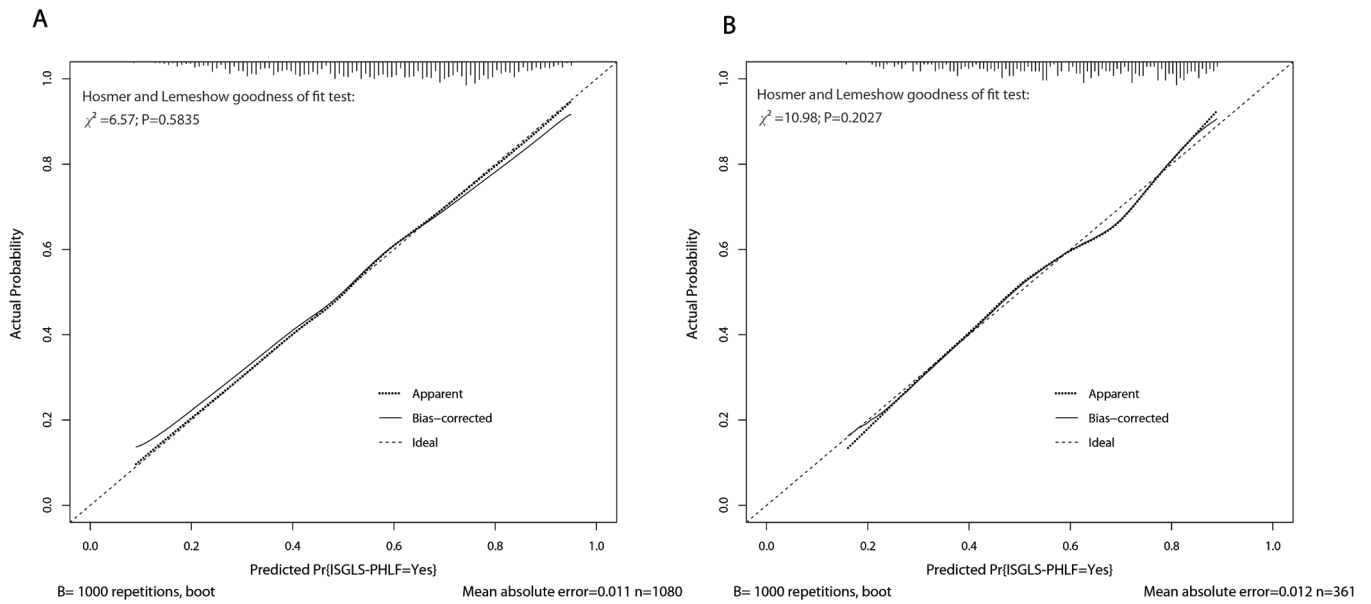 A
Hosmer and Lemeshow goodness of fit test:
χ² =6.57; P=0.5835
Actual Probability
1.0
0.8
0.6
0.4
0.2
0.0
Apparent
Bias−corrected
Ideal
0.0 0.2 0.4 0.6 0.8 1.0
Predicted Pr{ISGLS-PHLF=Yes}
B= 1000 repetitions, boot Mean absolute error=0.011 n=1080
B
Hosmer and Lemeshow goodness of fit test:
χ² =10.98; P=0.2027
Actual Probability
1.0
0.8
0.6
0.4
0.2
0.0
Apparent
Bias−corrected
Ideal
0.0 0.2 0.4 0.6 0.8 1.0
Predicted Pr{ISGLS-PHLF=Yes}
B= 1000 repetitions, boot Mean absolute error=0.012 n=361